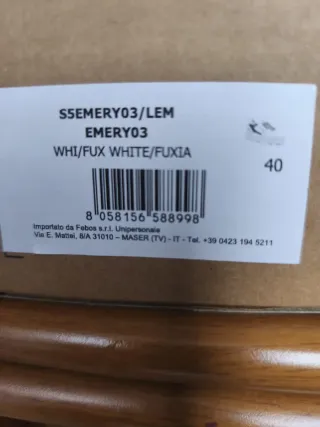 S5EMERY03/LEM
EMERY03
WHI/FUX WHITE/FUXIA
40
8 058156 588998
Importato da Fabos s.r.l. Unipersonale
Via E. Mattei, 8/A 31010 – MASER (TV) - IT - Tel. +39 0423 194 5211